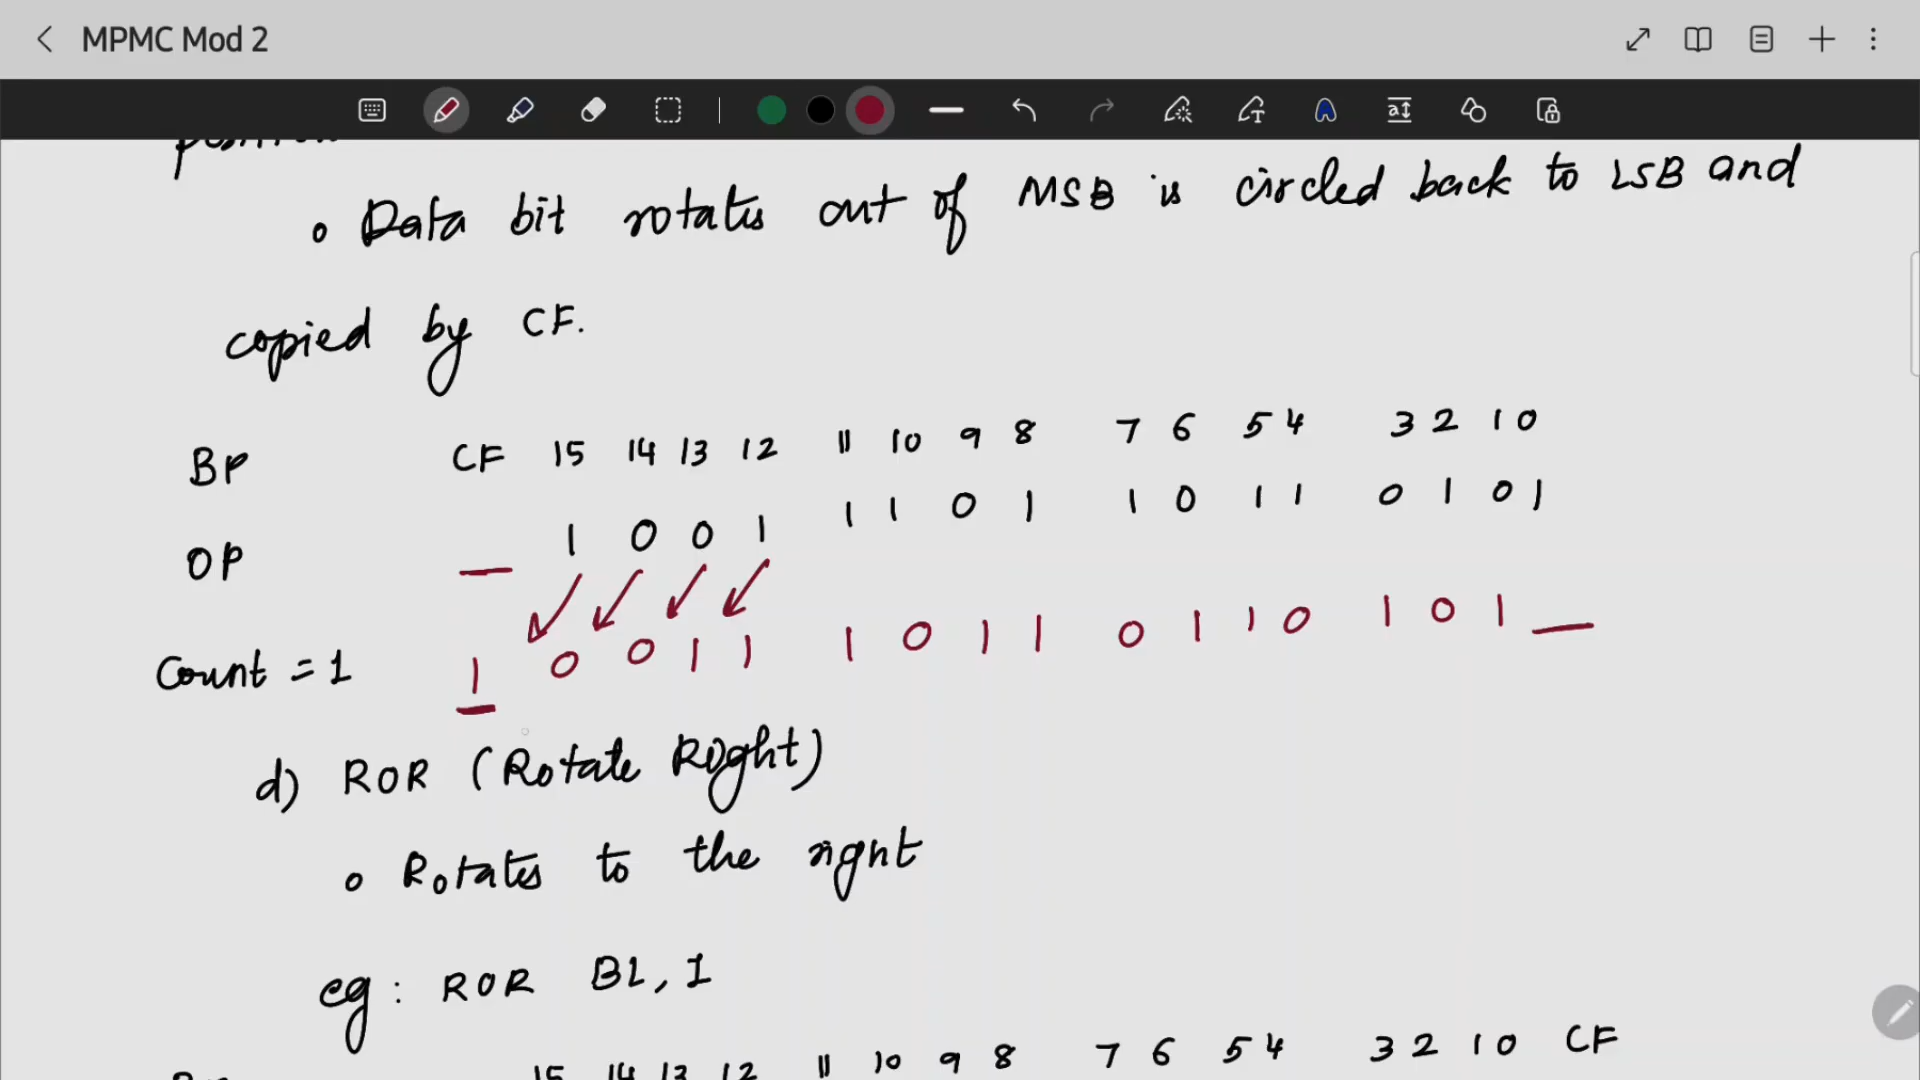 MPMC Mod 2
• Data bit rotates out of MSB is circled back to LSB and
copied by CF.
BP CF 15 14 13 12 11 10 9 8 7 6 5 4 3 2 1 0
OP 1 0 0 1 1 1 0 1 1 0 1 1 0 1 0 1
Count = 1 1 0 0 1 1 1 0 1 1 0 1 1 0 1 0 1
d) ROR (Rotate Right)
• Rotates to the right
eg: ROR BL, 1
15 14 13 12 11 10 9 8 7 6 5 4 3 2 1 0 CF